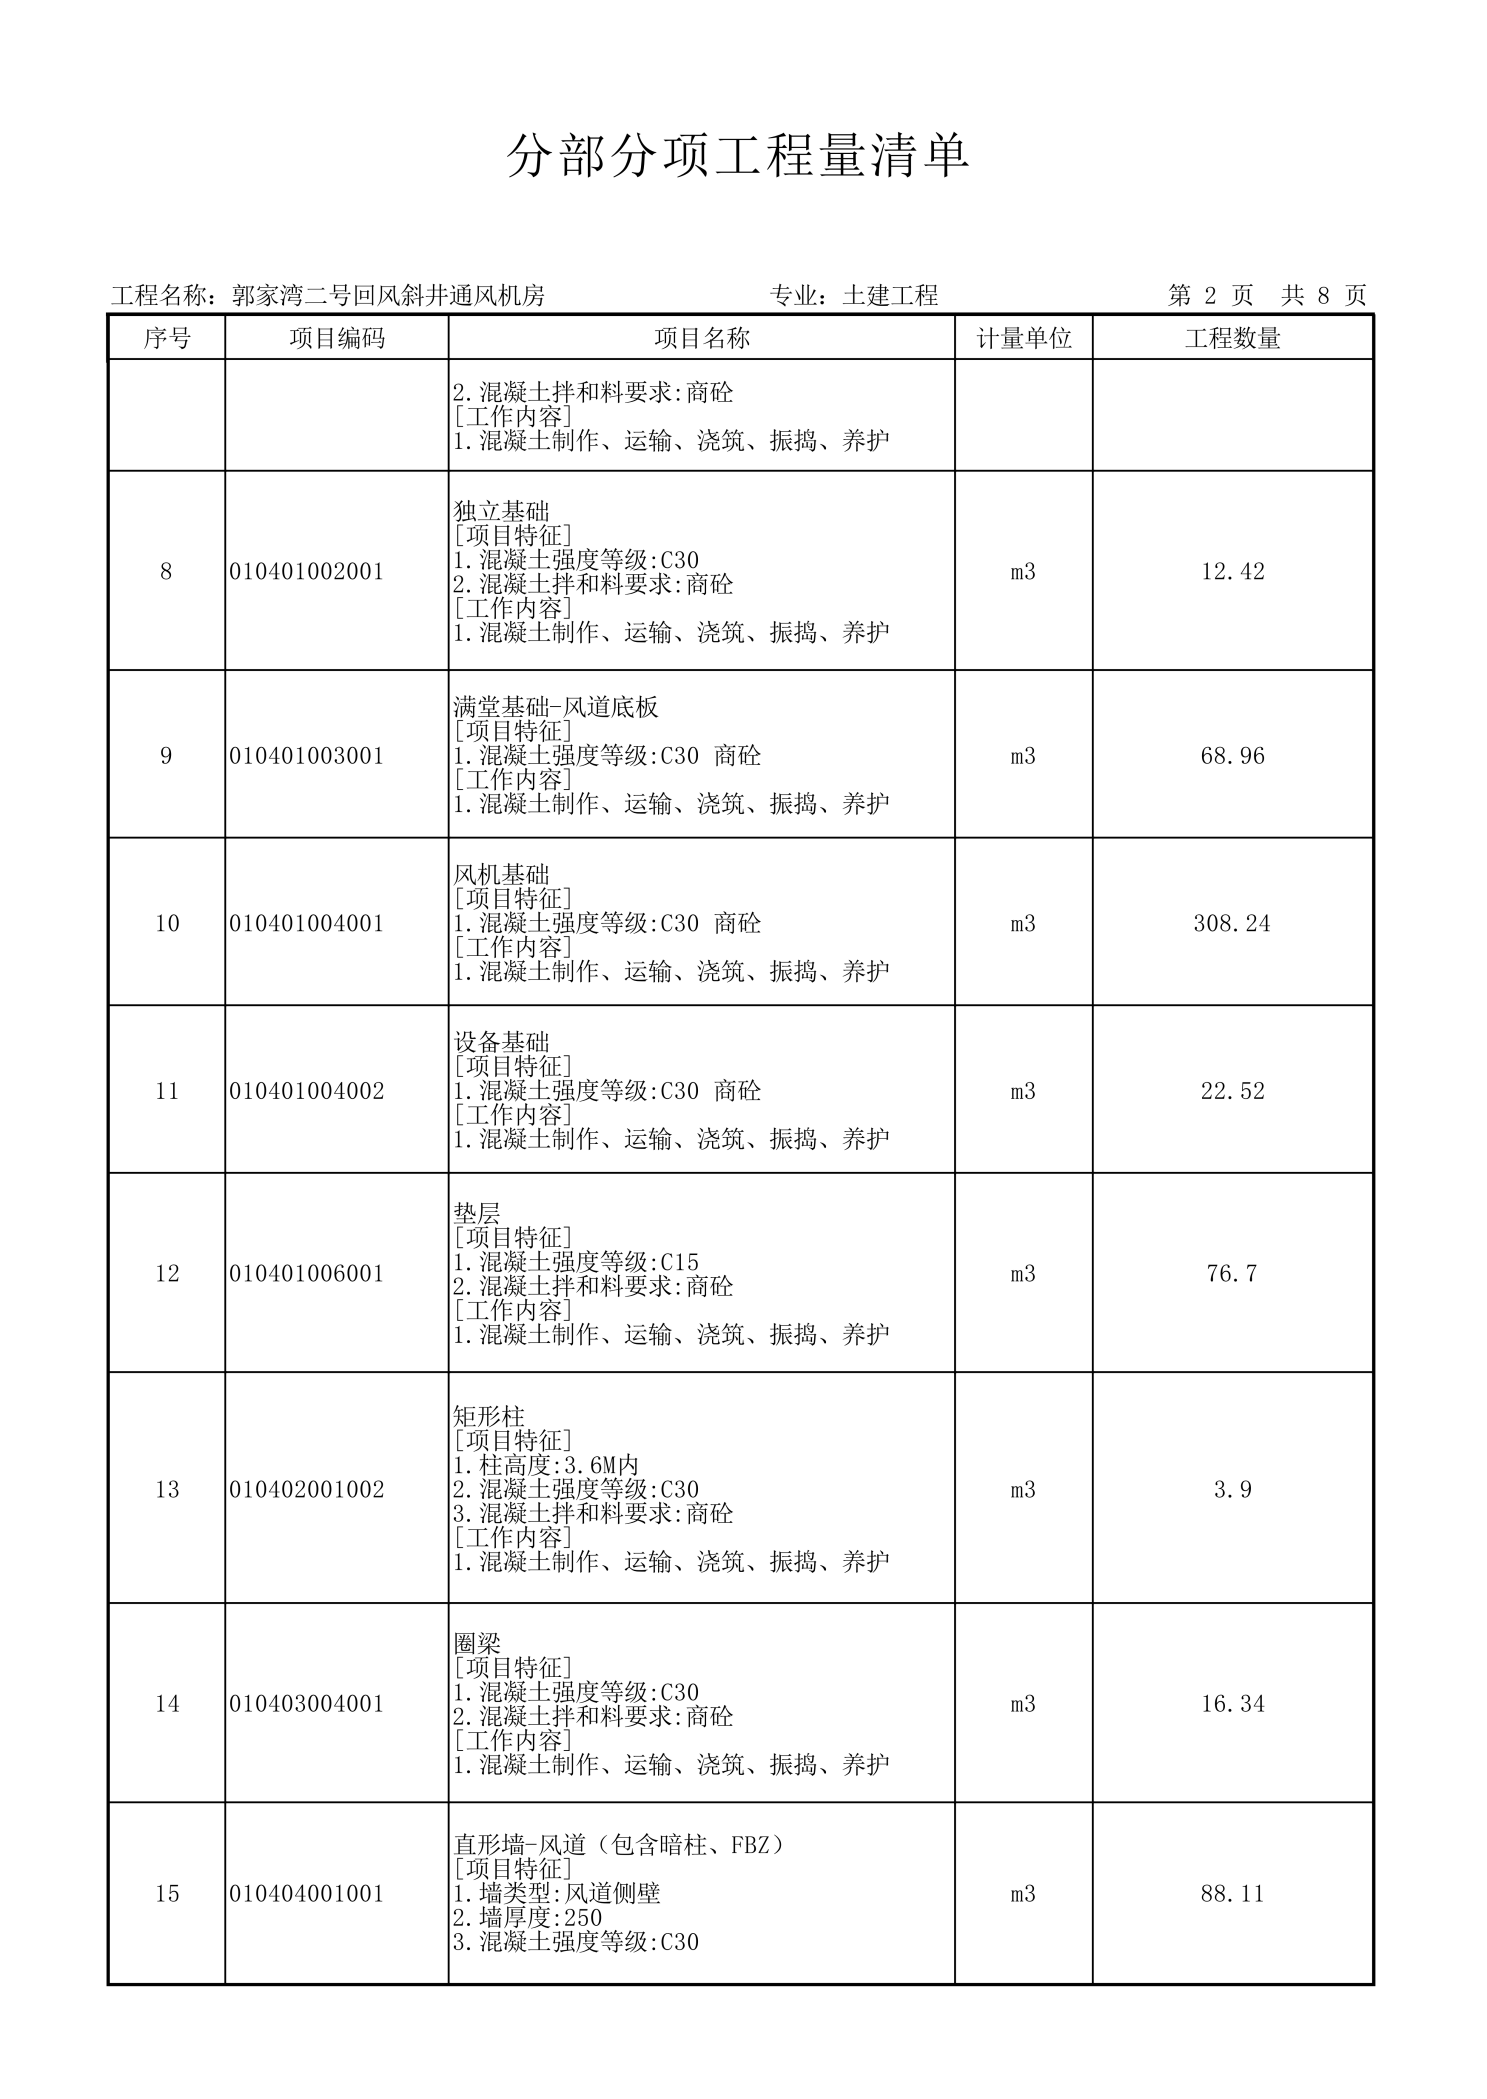 分部分项工程量清单
工程名称：郭家湾二号回风斜井通风机房 专业：土建工程 第 2 页 共 8 页
序号 项目编码 项目名称 计量单位 工程数量
2.混凝土拌和料要求:商砼
[工作内容]
1.混凝土制作、运输、浇筑、振捣、养护
独立基础
[项目特征]
1.混凝土强度等级:C30
8 010401002001 m3 12.42
2.混凝土拌和料要求:商砼
[工作内容]
1.混凝土制作、运输、浇筑、振捣、养护
满堂基础-风道底板
[项目特征]
9 010401003001 1.混凝土强度等级:C30 商砼 m3 68.96
[工作内容]
1.混凝土制作、运输、浇筑、振捣、养护
风机基础
[项目特征]
10 010401004001 1.混凝土强度等级:C30 商砼 m3 308.24
[工作内容]
1.混凝土制作、运输、浇筑、振捣、养护
设备基础
[项目特征]
11 010401004002 1.混凝土强度等级:C30 商砼 m3 22.52
[工作内容]
1.混凝土制作、运输、浇筑、振捣、养护
垫层
[项目特征]
1.混凝土强度等级:C15
12 010401006001 m3 76.7
2.混凝土拌和料要求:商砼
[工作内容]
1.混凝土制作、运输、浇筑、振捣、养护
矩形柱
[项目特征]
1.柱高度:3.6M内
13 010402001002 2.混凝土强度等级:C30 m3 3.9
3.混凝土拌和料要求:商砼
[工作内容]
1.混凝土制作、运输、浇筑、振捣、养护
圈梁
[项目特征]
1.混凝土强度等级:C30
14 010403004001 m3 16.34
2.混凝土拌和料要求:商砼
[工作内容]
1.混凝土制作、运输、浇筑、振捣、养护
直形墙-风道（包含暗柱、FBZ）
[项目特征]
15 010404001001 1.墙类型:风道侧壁 m3 88.11
2.墙厚度:250
3.混凝土强度等级:C30